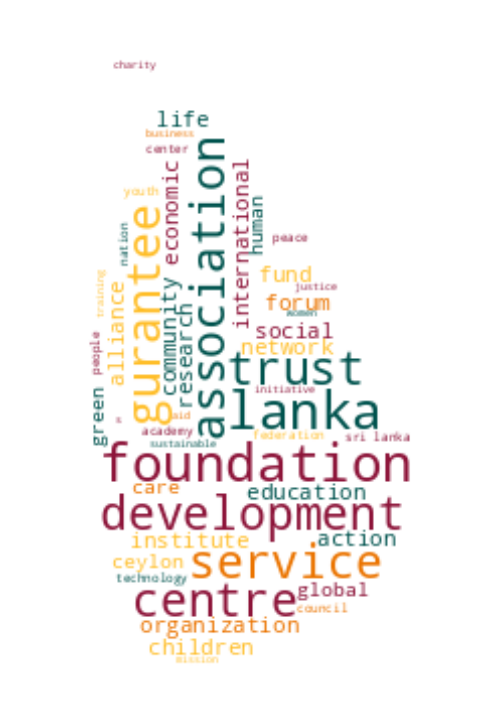 charity
life
business
center
association
economic
international
youth
gurantee
human
nation
peace
fund
training
alliance
community
justice
forum
research
women
social
people
network
trust
green
initiative
lanka
aid
s
academy
federation
sri lanka
sustainable
foundation
care
education
development
institute
action
ceylon
service
technology
centre
global
council
organization
children
mission